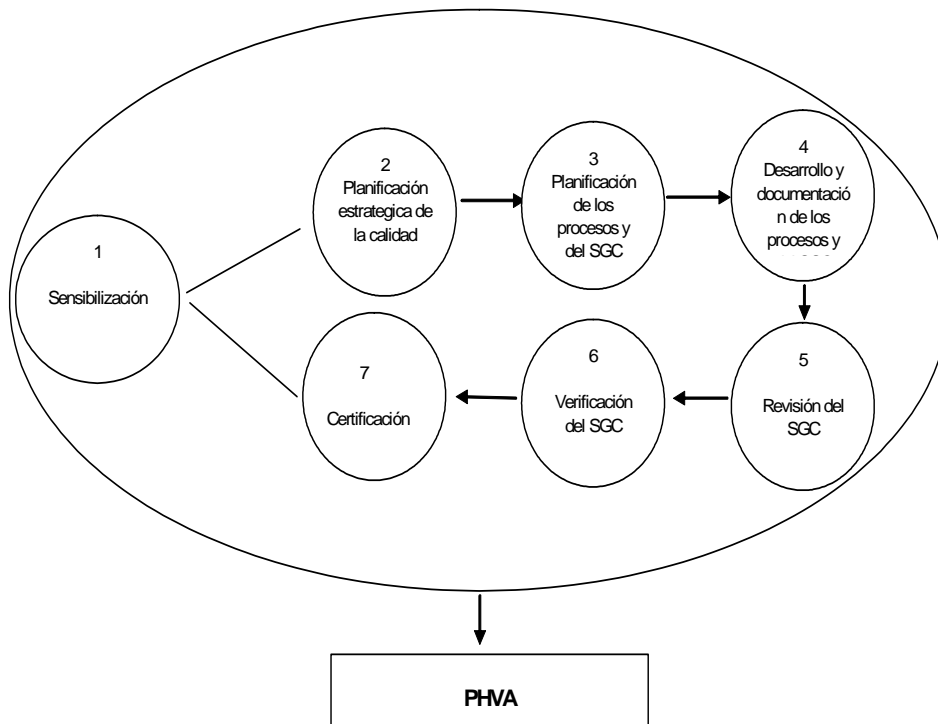 1
Sensibilización
2
Planificación
estrategica de
la calidad
3
Planificación
de los
procesos y
del SGC
4
Desarrollo y
documentació
n de los
procesos y
5
Revisión del
SGC
6
Verificación
del SGC
7
Certificación
PHVA